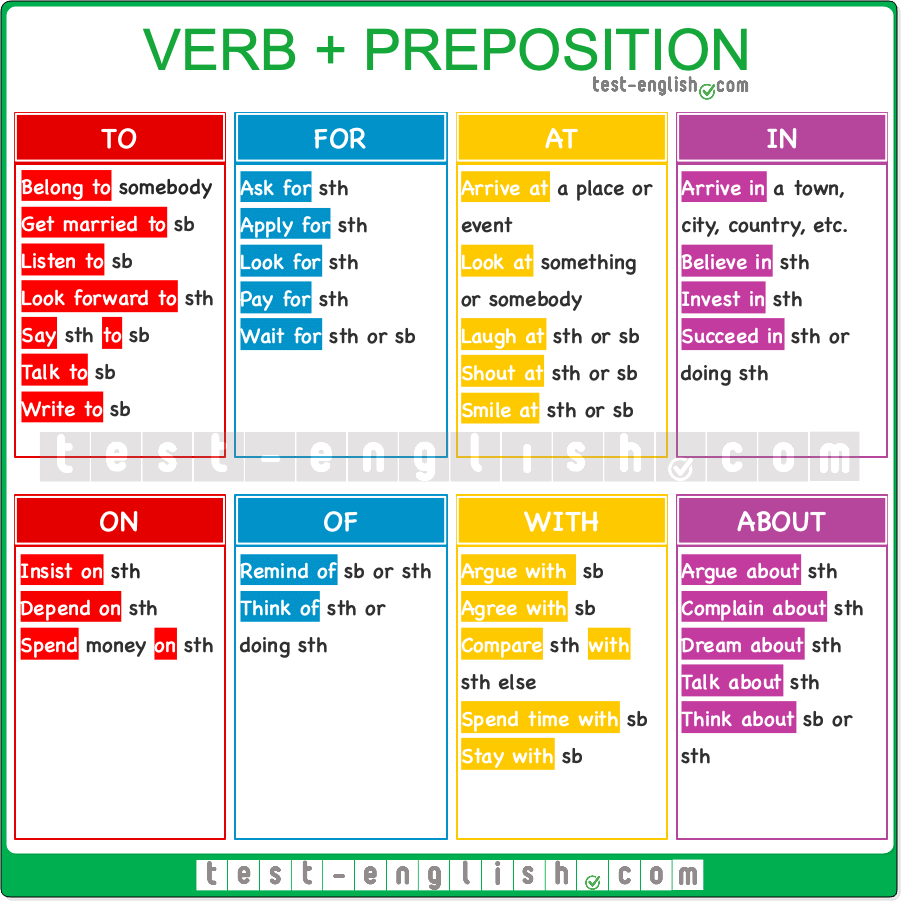 VERB + PREPOSITION
test-english.com
TO
Belong to somebody
Get married to sb
Listen to sb
Look forward to sth
Say sth to sb
Talk to sb
Write to sb
FOR
Ask for sth
Apply for sth
Look for sth
Pay for sth
Wait for sth or sb
AT
Arrive at a place or
event
Look at something
or somebody
Laugh at sth or sb
Shout at sth or sb
Smile at sth or sb
IN
Arrive in a town,
city, country, etc.
Believe in sth
Invest in sth
Succeed in sth or
doing sth
test-english.com
ON
Insist on sth
Depend on sth
Spend money on sth
OF
Remind of sb or sth
Think of sth or
doing sth
WITH
Argue with sb
Agree with sb
Compare sth with
sth else
Spend time with sb
Stay with sb
ABOUT
Argue about sth
Complain about sth
Dream about sth
Talk about sth
Think about sb or
sth
test-english.com